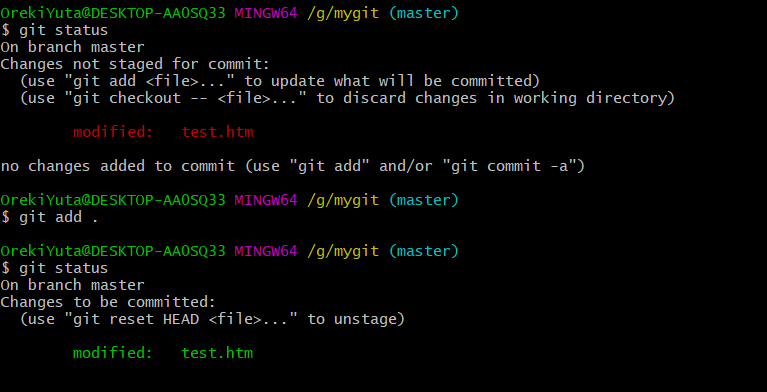 OrekiYuta@DESKTOP-AA0SQ33 MINGW64 /g/mygit (master)
$ git status
On branch master
Changes not staged for commit:
  (use "git add <file>..." to update what will be committed)
  (use "git checkout -- <file>..." to discard changes in working directory)
        modified:   test.htm
no changes added to commit (use "git add" and/or "git commit -a")
OrekiYuta@DESKTOP-AA0SQ33 MINGW64 /g/mygit (master)
$ git add .
OrekiYuta@DESKTOP-AA0SQ33 MINGW64 /g/mygit (master)
$ git status
On branch master
Changes to be committed:
  (use "git reset HEAD <file>..." to unstage)
        modified:   test.htm